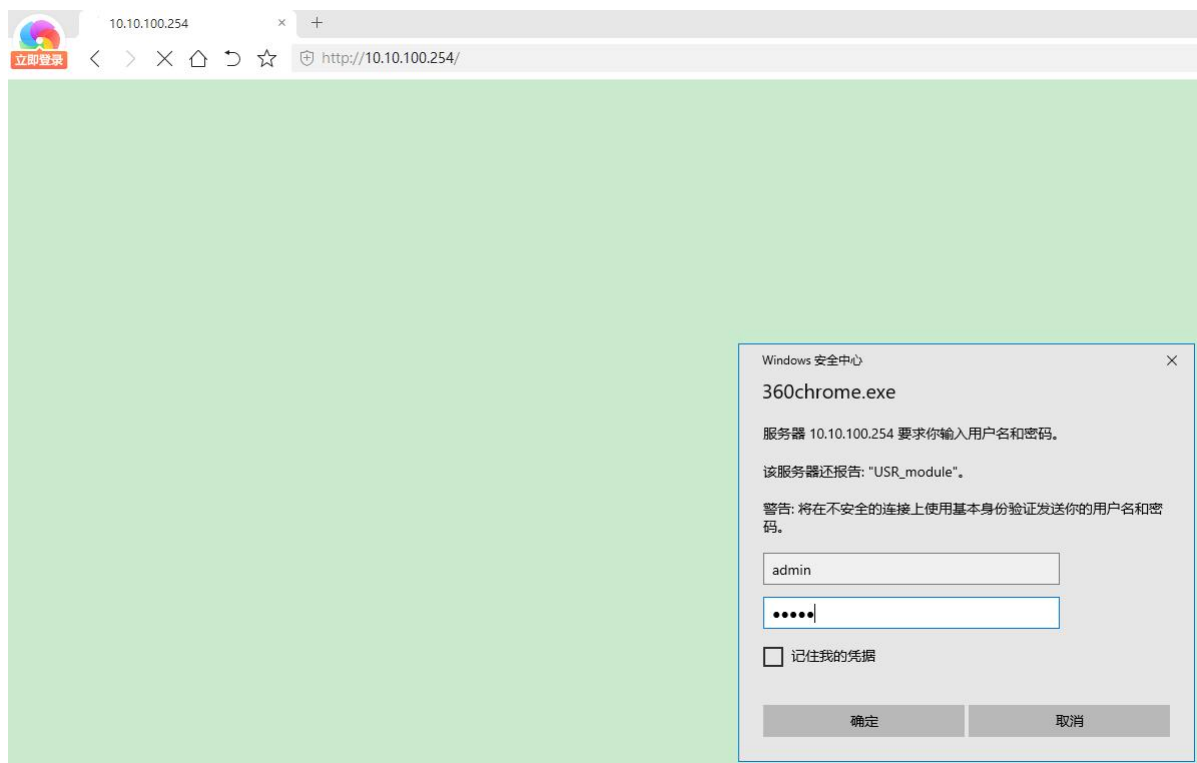 10.10.100.254
立即登录
http://10.10.100.254/
Windows 安全中心
360chrome.exe
服务器 10.10.100.254 要求你输入用户名和密码。
该服务器还报告: "USR_module"。
警告: 将在不安全的连接上使用基本身份验证发送你的用户名和密
码。
admin
•••••
记住我的凭据
确定
取消